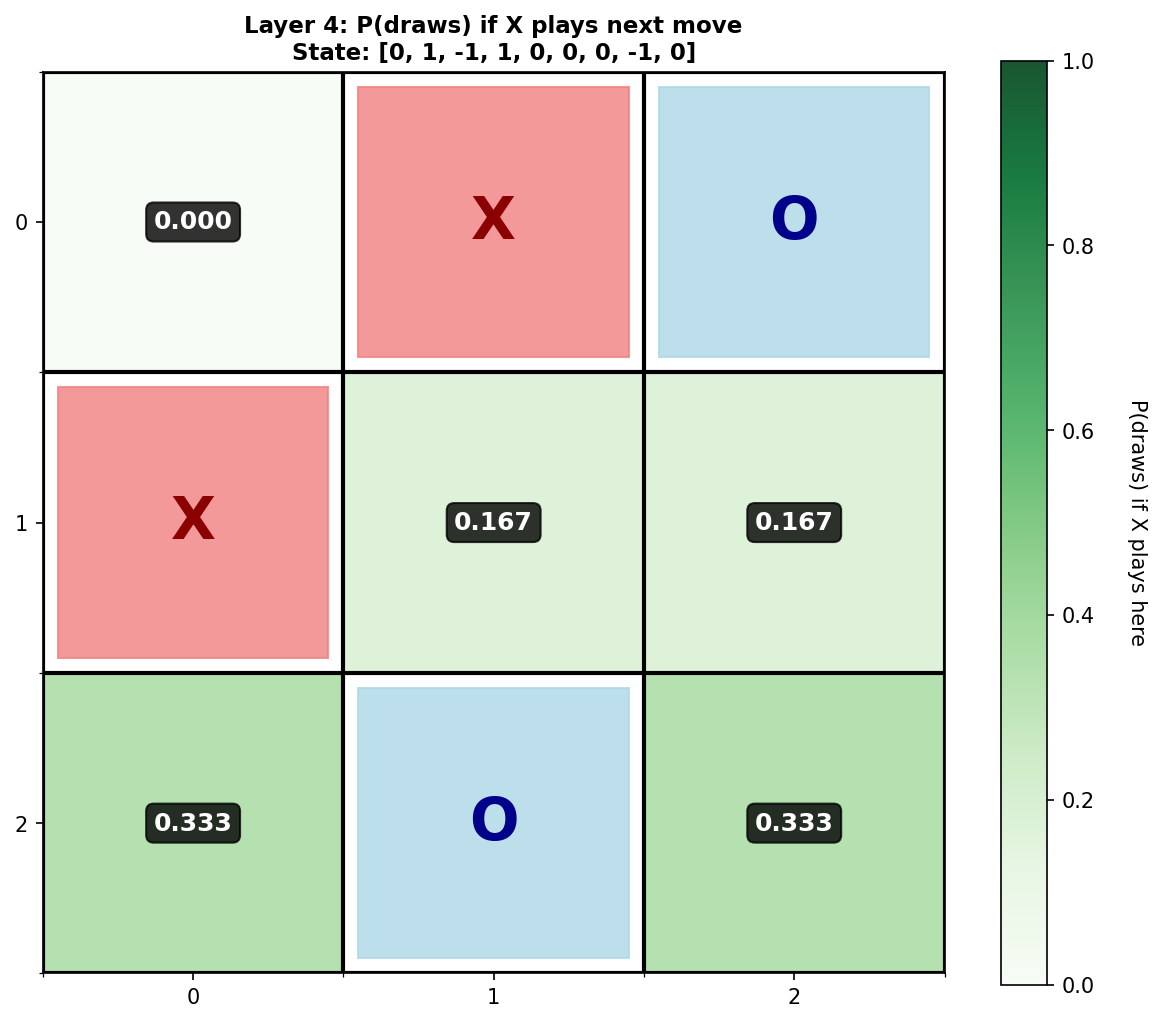 Layer 4: P(draws) if X plays next move
State: [0, 1, -1, 1, 0, 0, 0, -1, 0]
0
0.000
X
O
1
X
0.167
0.167
2
0.333
O
0.333
0
1
2
1.0
0.8
0.6
0.4
0.2
0.0
P(draws) if X plays here